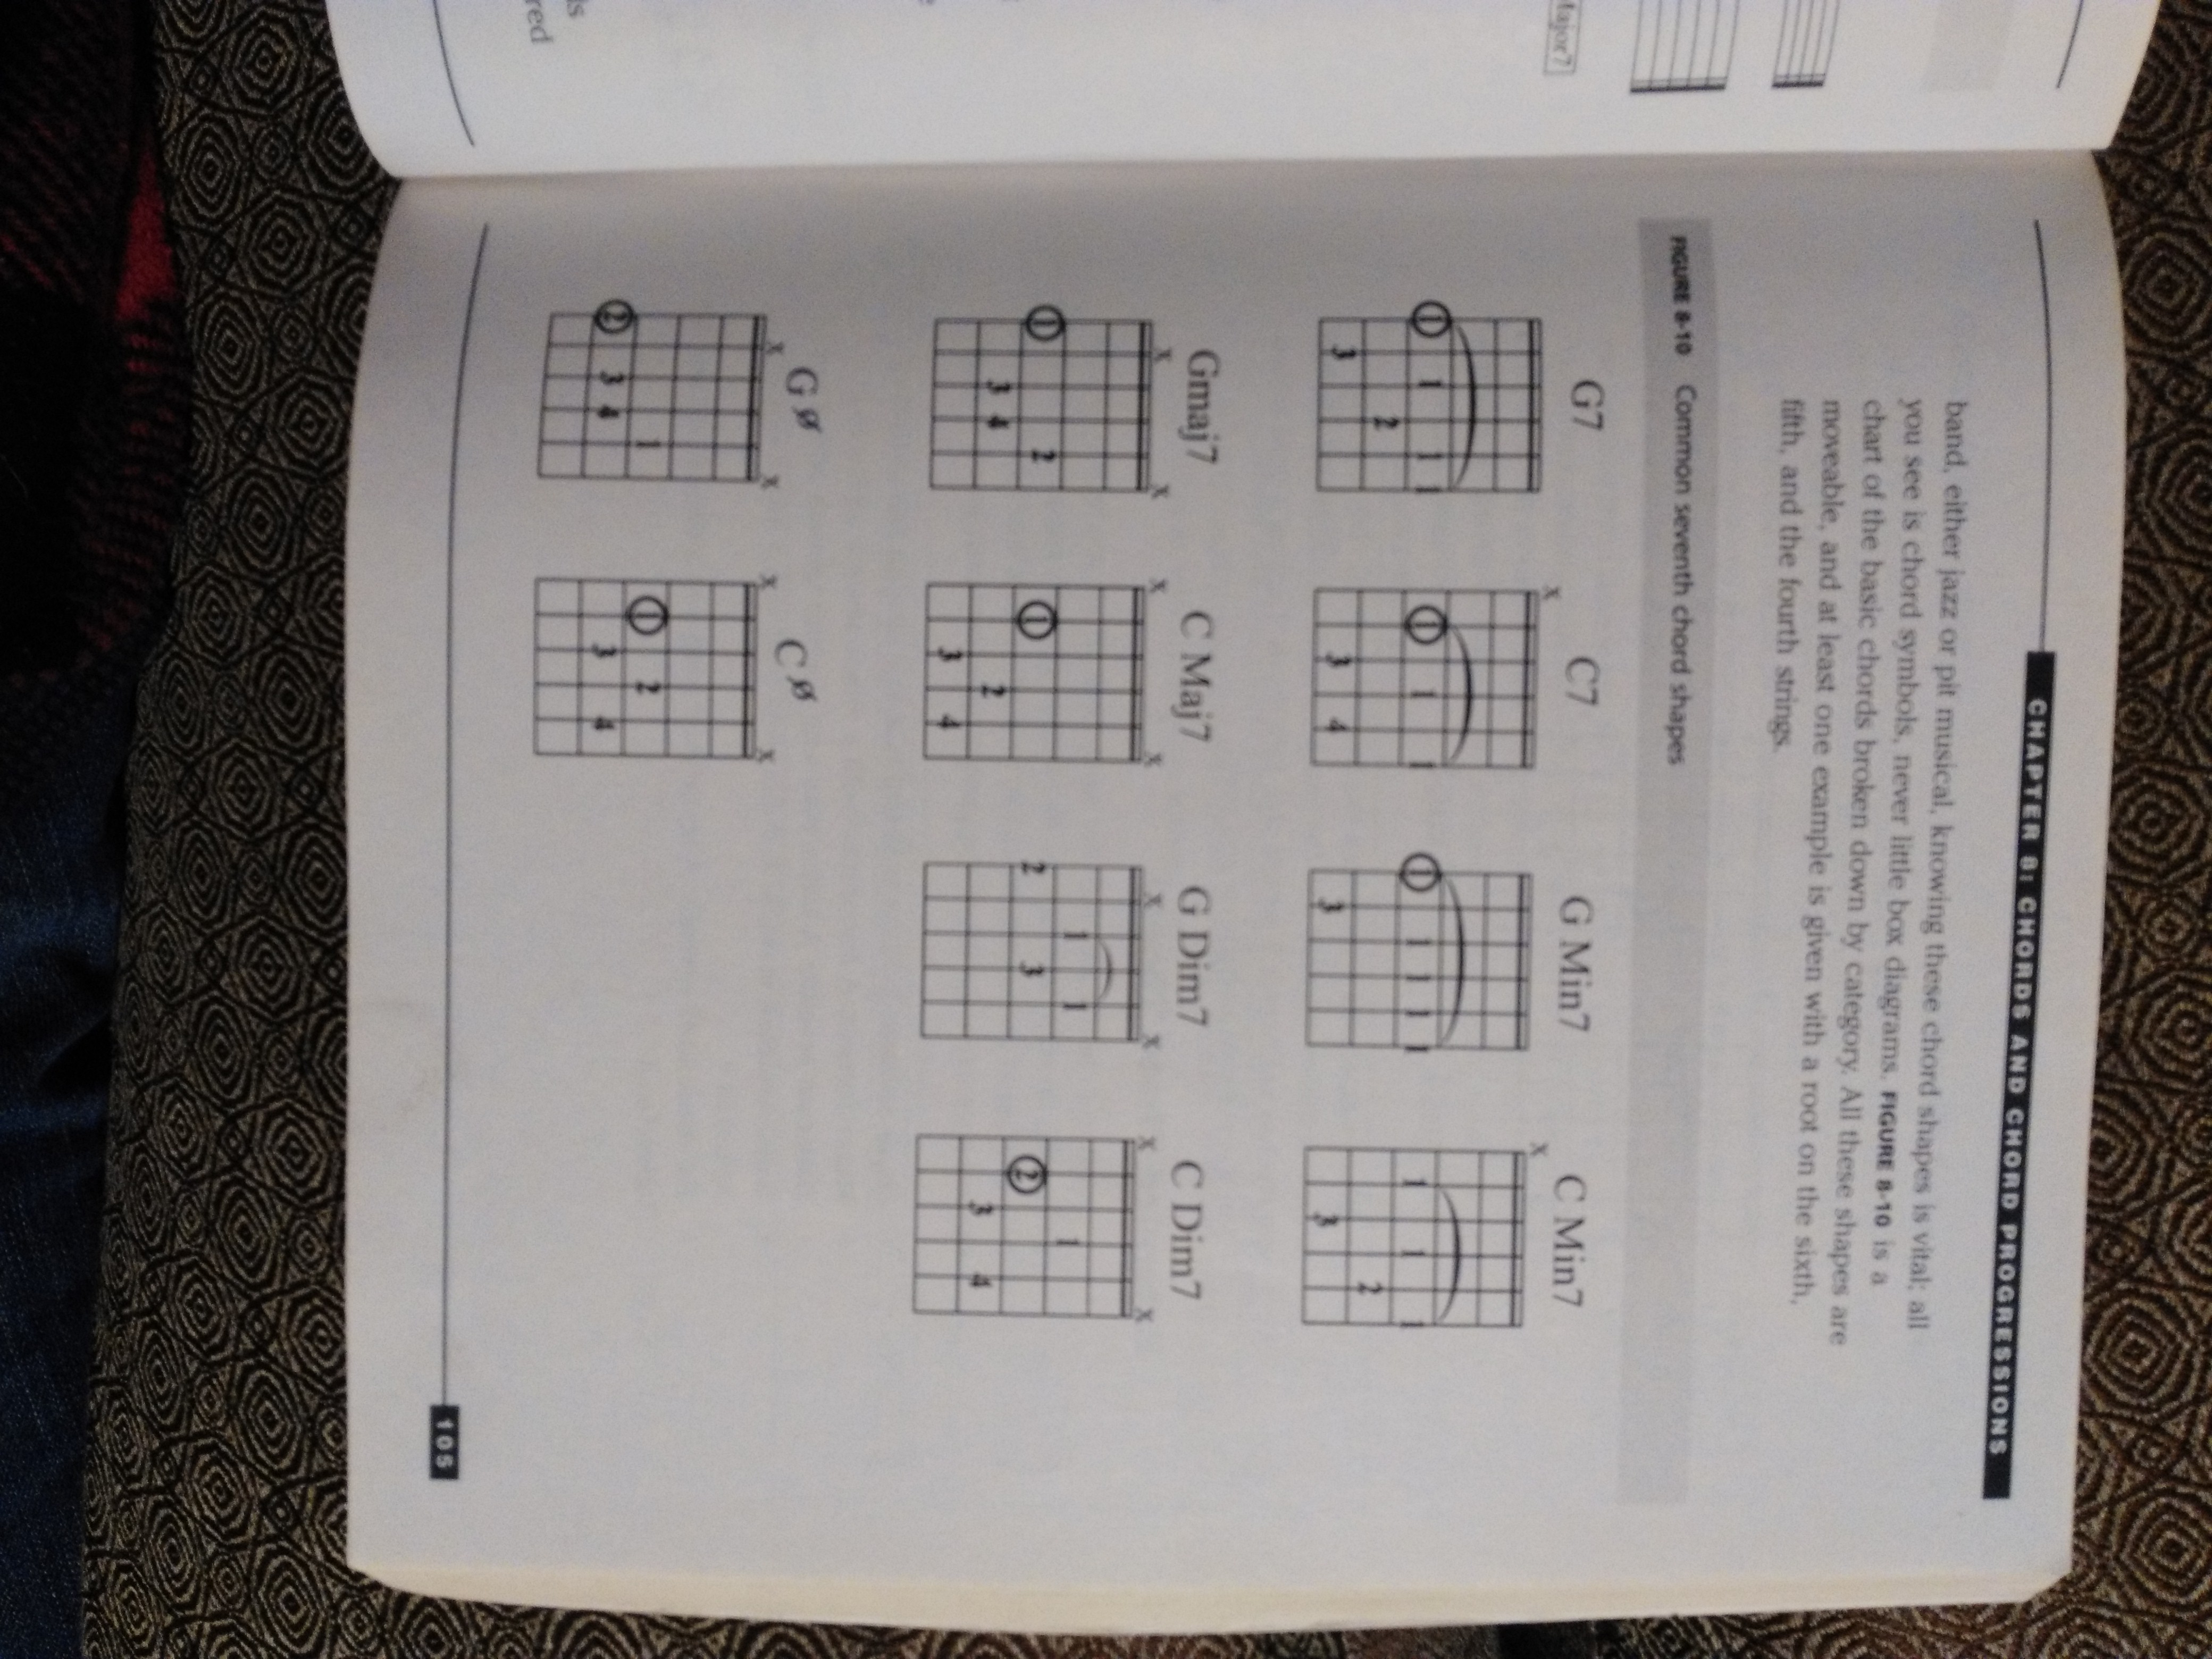 Major7
ls
red
CHAPTER 8: CHORDS AND CHORD PROGRESSIONS
band, either jazz or pit musical, knowing these chord shapes is vital; all
you see is chord symbols, never little box diagrams. FIGURE 8-10 is a
chart of the basic chords broken down by category. All these shapes are
moveable, and at least one example is given with a root on the sixth,
fifth, and the fourth strings.
FIGURE 8-10 Common seventh chord shapes
G7 C7 G Min7 C Min7
x x
1 1 1 1 1 1 1 1 1 1 1 1 1 1
2 2
3 3 4 3 3
Gmaj7 C Maj7 G Dim7 C Dim7
x x x x x x x x
1 1 1
1 2 1 2 3 2
3 4 2 3 4
3 4
G ø C ø
x x x x
1 1 2
2 3 4 3 4
105